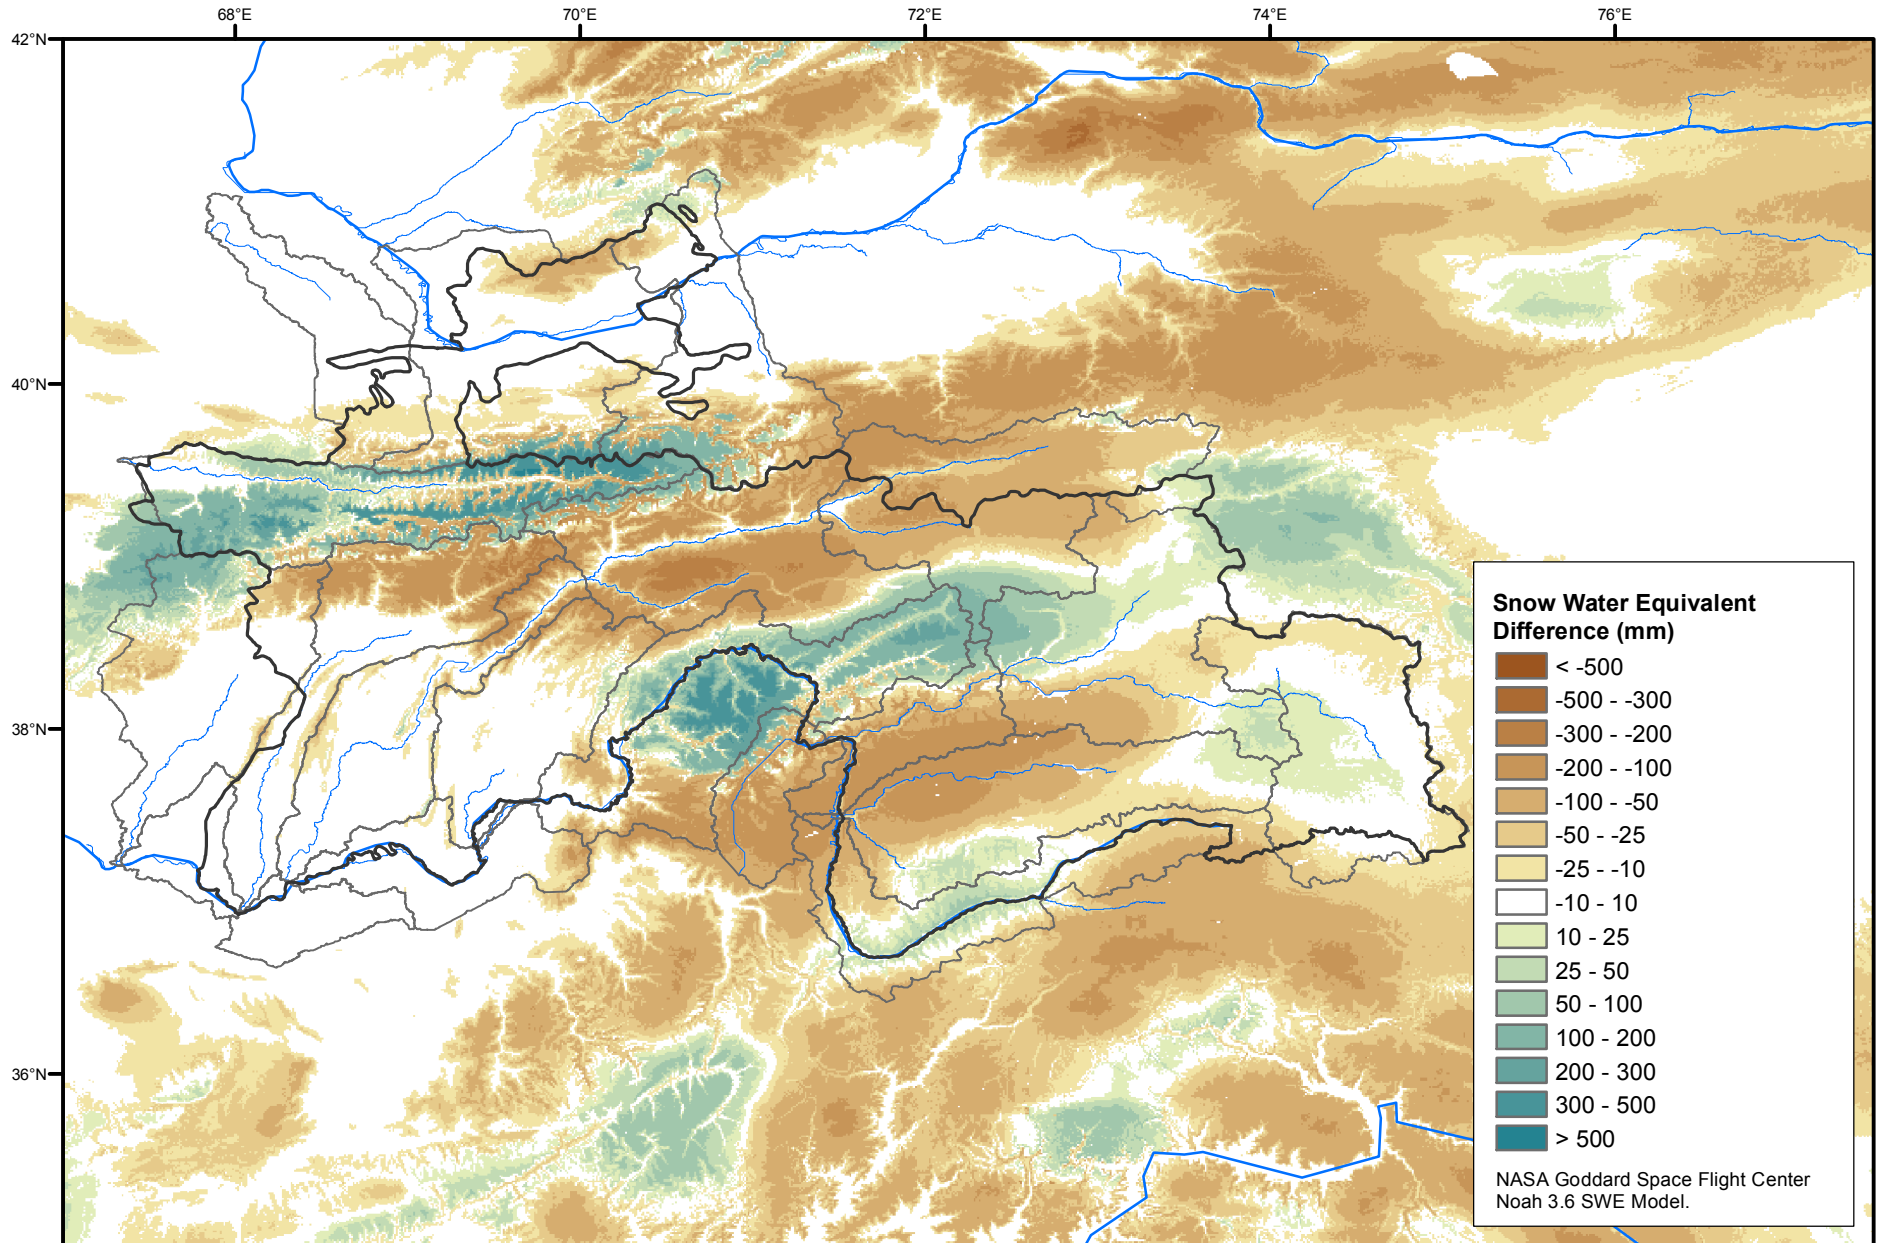 68°E 70°E 72°E 74°E 76°E
42°N
40°N
38°N
36°N
Snow Water Equivalent
Difference (mm)
< -500
-500 - -300
-300 - -200
-200 - -100
-100 - -50
-50 - -25
-25 - -10
-10 - 10
10 - 25
25 - 50
50 - 100
100 - 200
200 - 300
300 - 500
> 500
NASA Goddard Space Flight Center
Noah 3.6 SWE Model.